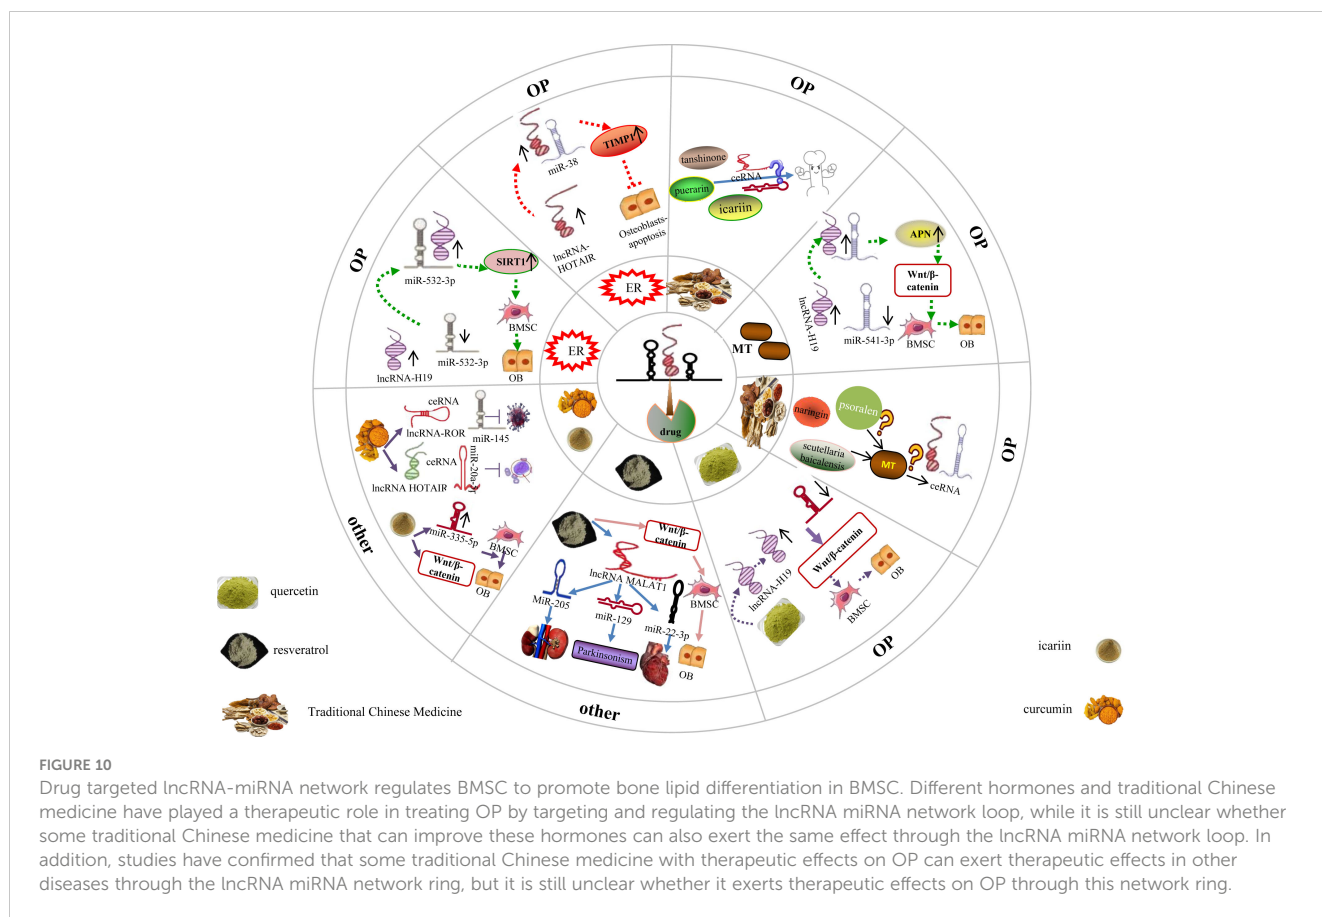 OP
OP
OP
OP
OP
OP
other
other
miR-38
TIMP1
lncRNA-
HOTAIR
Osteoblasts-
apoptosis
tanshinone
ceRNA
puerarin
icariin
APN
Wnt/β-
catenin
lncRNA-H19
miR-541-3p
BMSC
OB
miR-532-3p
SIRT1
BMSC
lncRNA-H19
miR-532-3p
OB
ER
ER
MT
drug
naringin
psoralen
?
scutellaria
baicalensis
MT
?
ceRNA
ceRNA
lncRNA-ROR
miR-145
ceRNA
lncRNA HOTAIR
miR-20a-
miR-335-5p
BMSC
Wnt/β-
catenin
OB
Wnt/β-
catenin
lncRNA MALAT1
MiR-205
miR-129
miR-22-3p
BMSC
Parkinsonism
OB
lncRNA-H19
Wnt/β-catenin
BMSC
OB
quercetin
resveratrol
Traditional Chinese Medicine
icariin
curcumin
FIGURE 10
Drug targeted lncRNA-miRNA network regulates BMSC to promote bone lipid differentiation in BMSC. Different hormones and traditional Chinese
medicine have played a therapeutic role in treating OP by targeting and regulating the lncRNA miRNA network loop, while it is still unclear whether
some traditional Chinese medicine that can improve these hormones can also exert the same effect through the lncRNA miRNA network loop. In
addition, studies have confirmed that some traditional Chinese medicine with therapeutic effects on OP can exert therapeutic effects in other
diseases through the lncRNA miRNA network ring, but it is still unclear whether it exerts therapeutic effects on OP through this network ring.